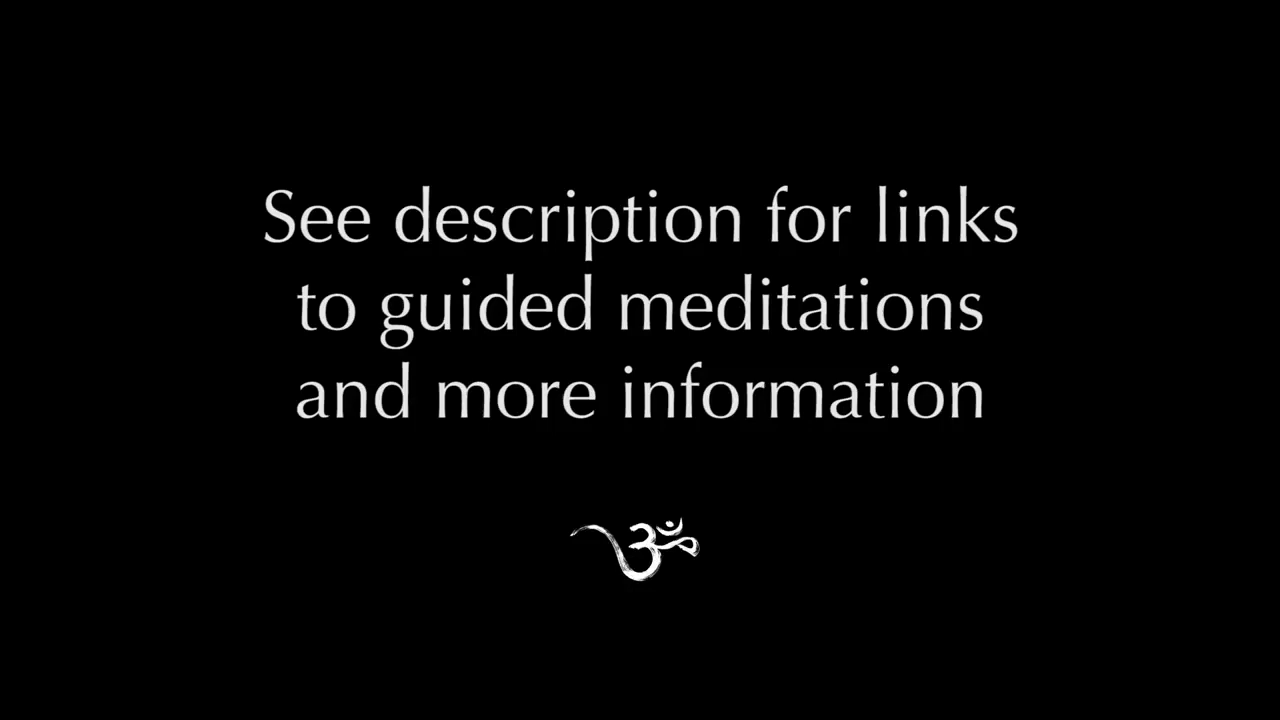 See description for links
to guided meditations
and more information
ॐ